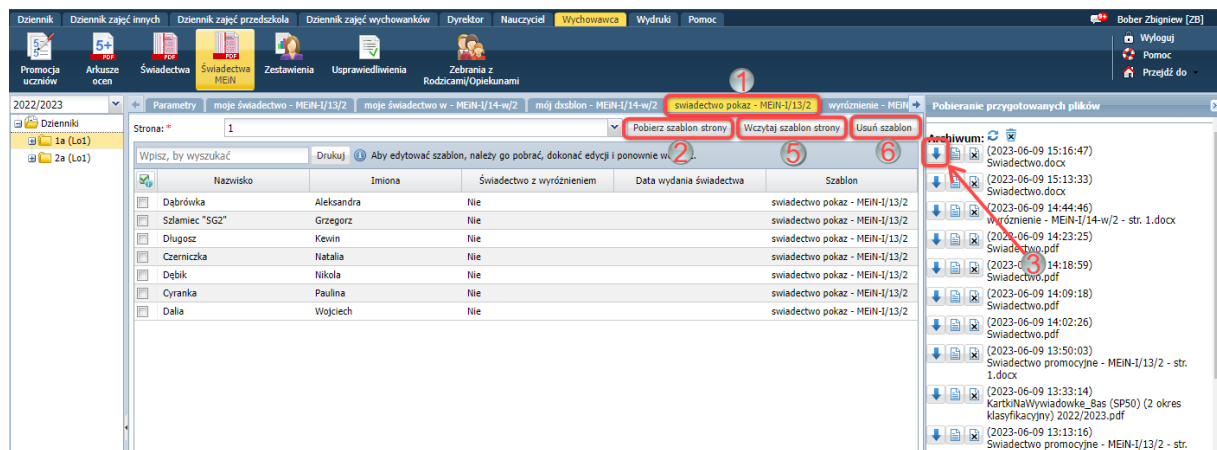 Dziennik Dziennik zajęć innych Dziennik zajęć przedszkola Dziennik zajęć wychowanków Dyrektor Nauczyciel Wychowawca Wydruki Pomoc Bober Zbigniew [ZB]
Wyloguj
Pomoc
Przejdź do
Promocja uczniów
Arkusze ocen
Świadectwa
Świadectwa MEiN
Zestawienia
Usprawiedliwienia
Zebrania z Rodzicami/Opiekunami
1
2022/2023 Parametry moje świadectwo - MEiN-I/13/2 moje świadectwo w - MEiN-I/14-w/2 mój dxsblon - MEiN-I/14-w/2 swiadectwo pokaz - MEiN-I/13/2 wyróznienie - MEiN Pobieranie przygotowanych plików
Dzienniki
1a (Lo1)
2a (Lo1)
Strona: * 1 Pobierz szablon strony Wczytaj szablon strony Usuń szablon
2 5 6
Wpisz, by wyszukać Drukuj Aby edytować szablon, należy go pobrać, dokonać edycji i ponownie
Nazwisko Imiona Świadectwo z wyróżnieniem Data wydania świadectwa Szablon
Dąbrówka Aleksandra Nie swiadectwo pokaz - MEiN-I/13/2
Szlamiec "SG2" Grzegorz Nie swiadectwo pokaz - MEiN-I/13/2
Długosz Kewin Nie swiadectwo pokaz - MEiN-I/13/2
Czerniczka Natalia Nie swiadectwo pokaz - MEiN-I/13/2
Dębik Nikola Nie swiadectwo pokaz - MEiN-I/13/2
Cyranka Paulina Nie swiadectwo pokaz - MEiN-I/13/2
Dalia Wojciech Nie swiadectwo pokaz - MEiN-I/13/2
Archiwum:
(2023-06-09 15:16:47)
Swiadectwo.docx
(2023-06-09 15:13:33)
Swiadectwo.docx
(2023-06-09 14:44:46)
wyróznienie - MEiN-I/14-w/2 - str. 1.docx
(2023-06-09 14:23:25)
Swiadectwo.pdf
3
14:18:59)
Swiadectwo.pdf
(2023-06-09 14:09:18)
Swiadectwo.pdf
(2023-06-09 14:02:26)
Swiadectwo.pdf
(2023-06-09 13:50:03)
Swiadectwo promocyjne - MEiN-I/13/2 - str.
1.docx
(2023-06-09 13:33:14)
KartkiNaWywiadowke_8as (SP50) (2 okres
klasyfikacyjny) 2022/2023.pdf
(2023-06-09 13:13:16)
Swiadectwo promocyjne - MEiN-I/13/2 - str.